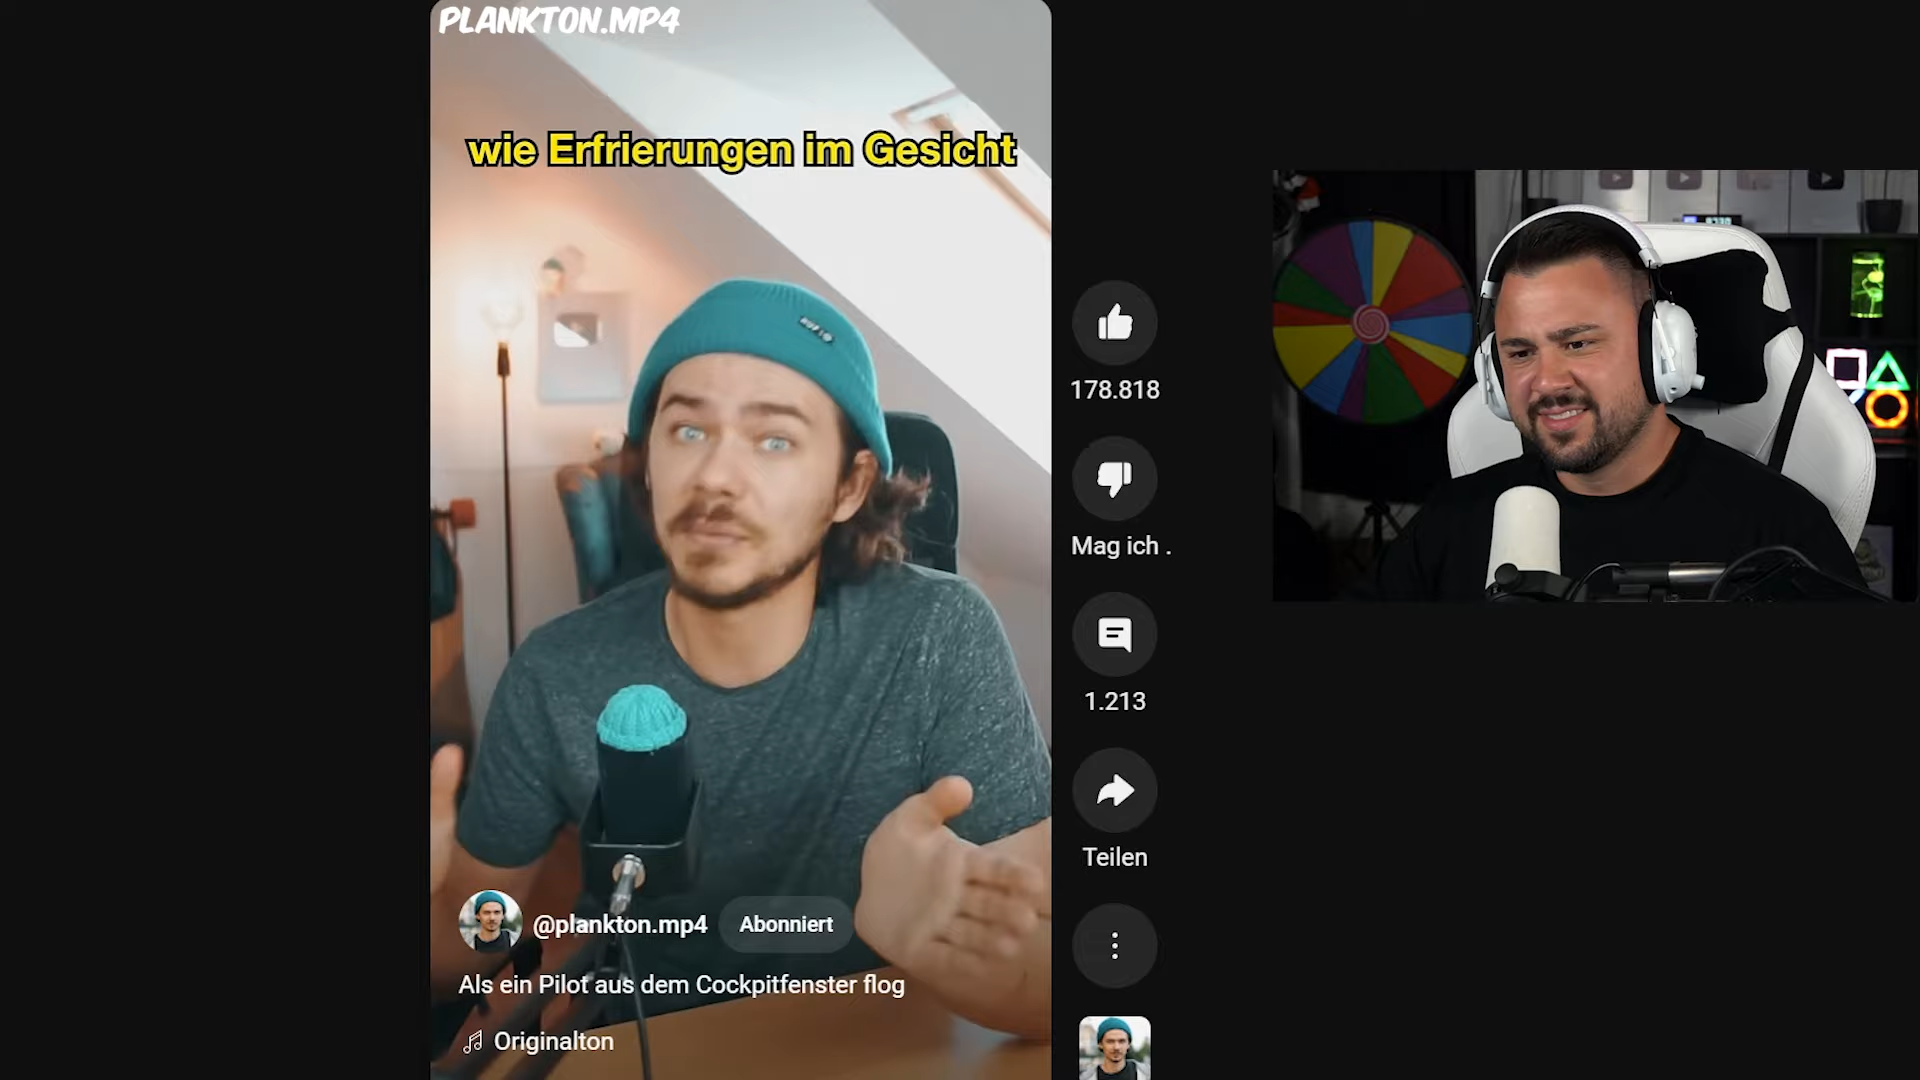 PLANKTON.MP4
wie Erfrierungen im Gesicht
178.818
Mag ich .
1.213
Teilen
@plankton.mp4
Abonniert
Als ein Pilot aus dem Cockpitfenster flog
Originalton